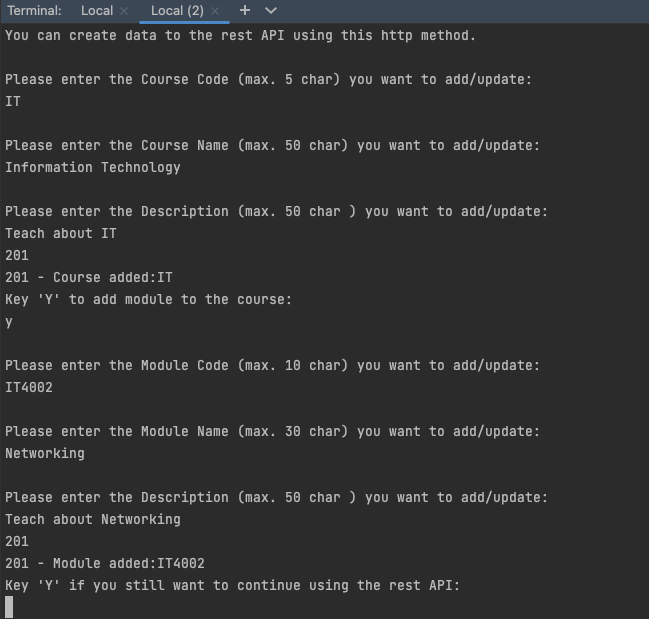 Terminal: Local × Local (2) × +
You can create data to the rest API using this http method.
Please enter the Course Code (max. 5 char) you want to add/update:
IT
Please enter the Course Name (max. 50 char) you want to add/update:
Information Technology
Please enter the Description (max. 50 char ) you want to add/update:
Teach about IT
201
201 - Course added:IT
Key 'Y' to add module to the course:
y
Please enter the Module Code (max. 10 char) you want to add/update:
IT4002
Please enter the Module Name (max. 30 char) you want to add/update:
Networking
Please enter the Description (max. 50 char ) you want to add/update:
Teach about Networking
201
201 - Module added:IT4002
Key 'Y' if you still want to continue using the rest API: